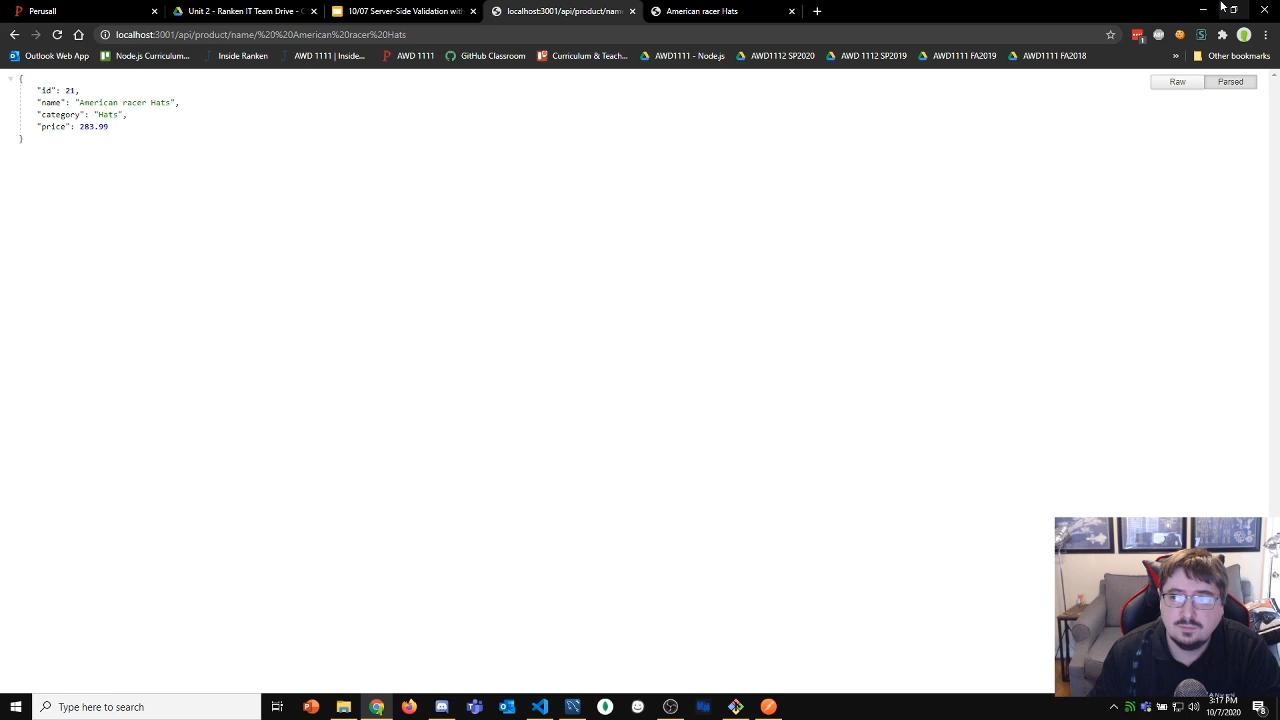 Perusall
Unit 2 - Ranken IT Team Drive -
10/07 Server-Side Validation with
localhost:3001/api/product/name
American racer Hats
localhost:3001/api/product/name/%20%20American%20racer%20Hats
Outlook Web App
Node.js Curriculum...
Inside Ranken
AWD 1111 | Inside...
AWD 1111
GitHub Classroom
Curriculum & Teach...
AWD1111 - Node.js
AWD1112 SP2020
AWD 1112 SP2019
AWD1111 FA2019
AWD1111 FA2018
»
Other bookmarks
Raw
Parsed
{
"id": 21,
"name": "American racer Hats",
"category": "Hats",
"price": 283.99
}
Type here to search
3:17 PM
10/7/2020